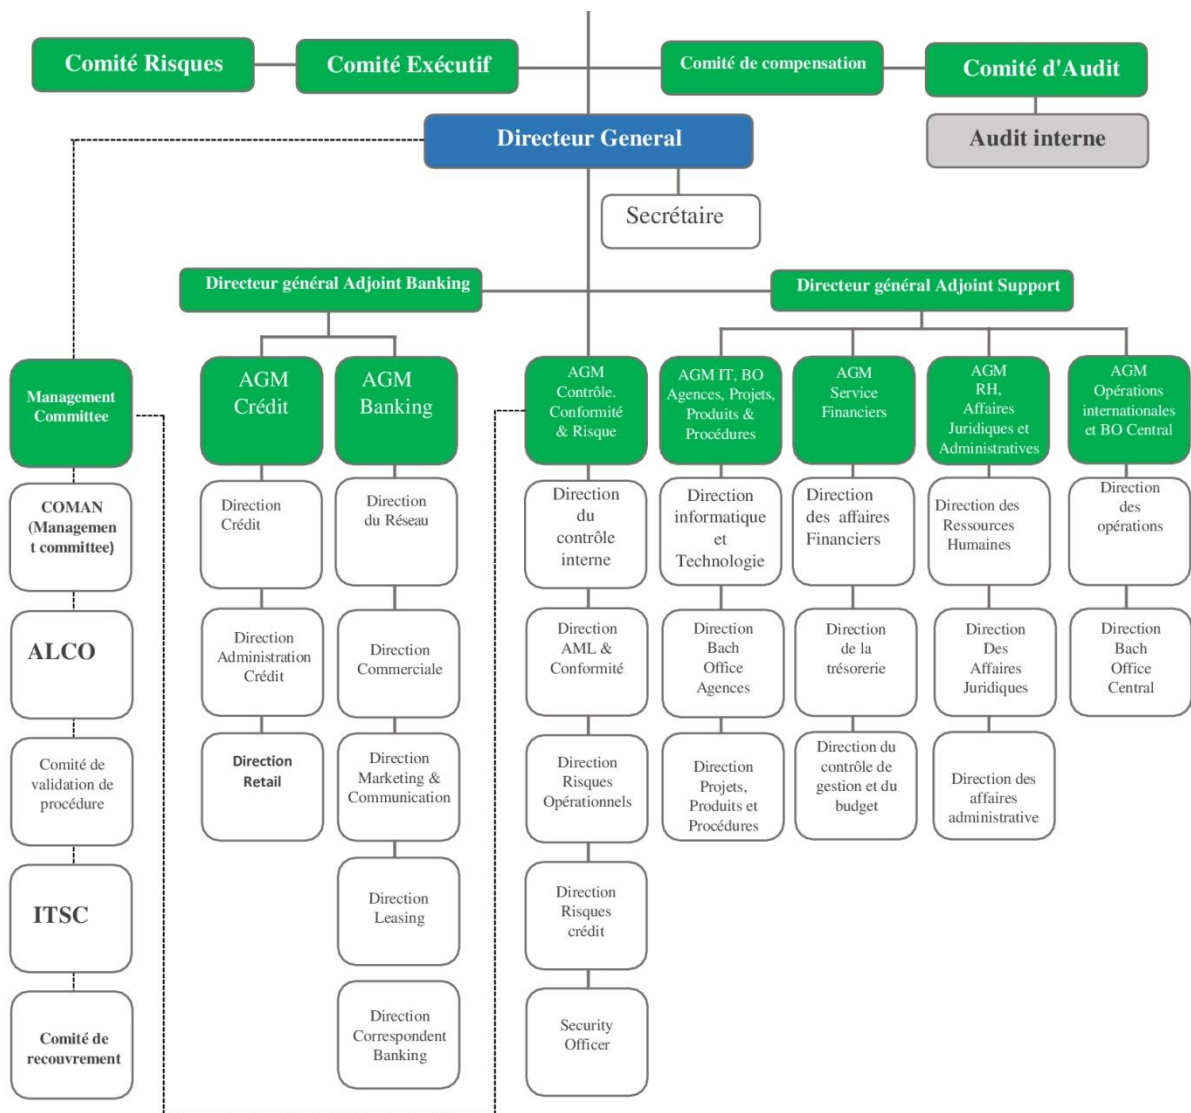 Comité Risques
Comité Exécutif
Comité de compensation
Comité d'Audit
Directeur General
Audit interne
Secrétaire
Directeur général Adjoint Banking
Directeur général Adjoint Support
Management
Committee
AGM
Crédit
AGM
Banking
AGM
Contrôle.
Conformité
& Risque
AGM IT, BO
Agences, Projets,
Produits &
Procédures
AGM
Service
Financiers
AGM
RH,
Affaires
Juridiques et
Administratives
AGM
Opérations
internationales
et BO Central
COMAN
(Managemen
t committee)
Direction
Crédit
Direction
du Réseau
Direction
du
contrôle
interne
Direction
informatique
et
Technologie
Direction
des affaires
Financiers
Direction des
Ressources
Humaines
Direction
des
opérations
ALCO
Direction
Administration
Crédit
Direction
Commerciale
Direction
AML &
Conformité
Direction
Bach
Office
Agences
Direction
de la
trésorerie
Direction
Des
Affaires
Juridiques
Direction
Bach
Office
Central
Comité de
validation de
procédure
Direction
Retail
Direction
Marketing &
Communication
Direction
Risques
Opérationnels
Direction
Projets,
Produits et
Procédures
Direction du
contrôle de
gestion et du
budget
Direction des
affaires
administrative
ITSC
Direction
Leasing
Direction
Risques
crédit
Comité de
recouvrement
Direction
Correspondent
Banking
Security
Officer